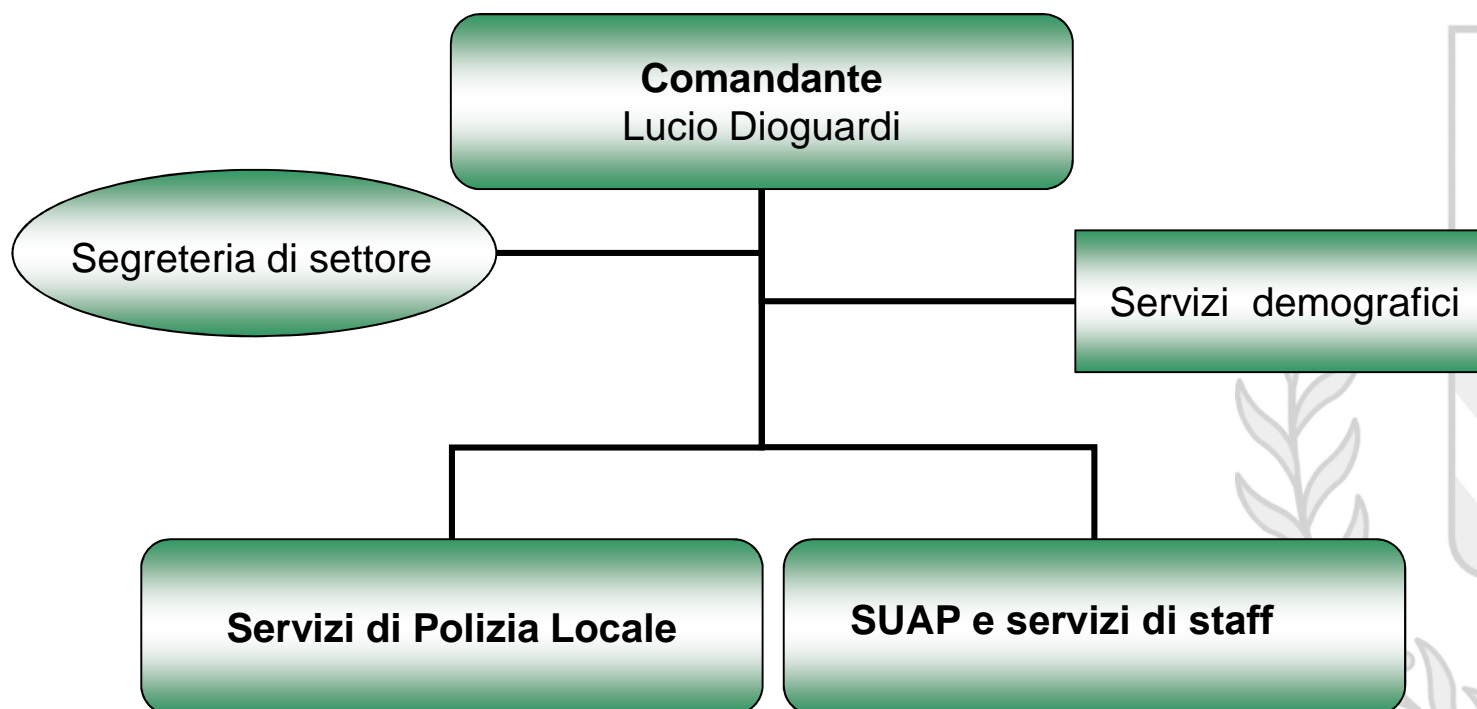 Comandante
Lucio Dioguardi
Segreteria di settore
Servizi demografici
Servizi di Polizia Locale
SUAP e servizi di staff